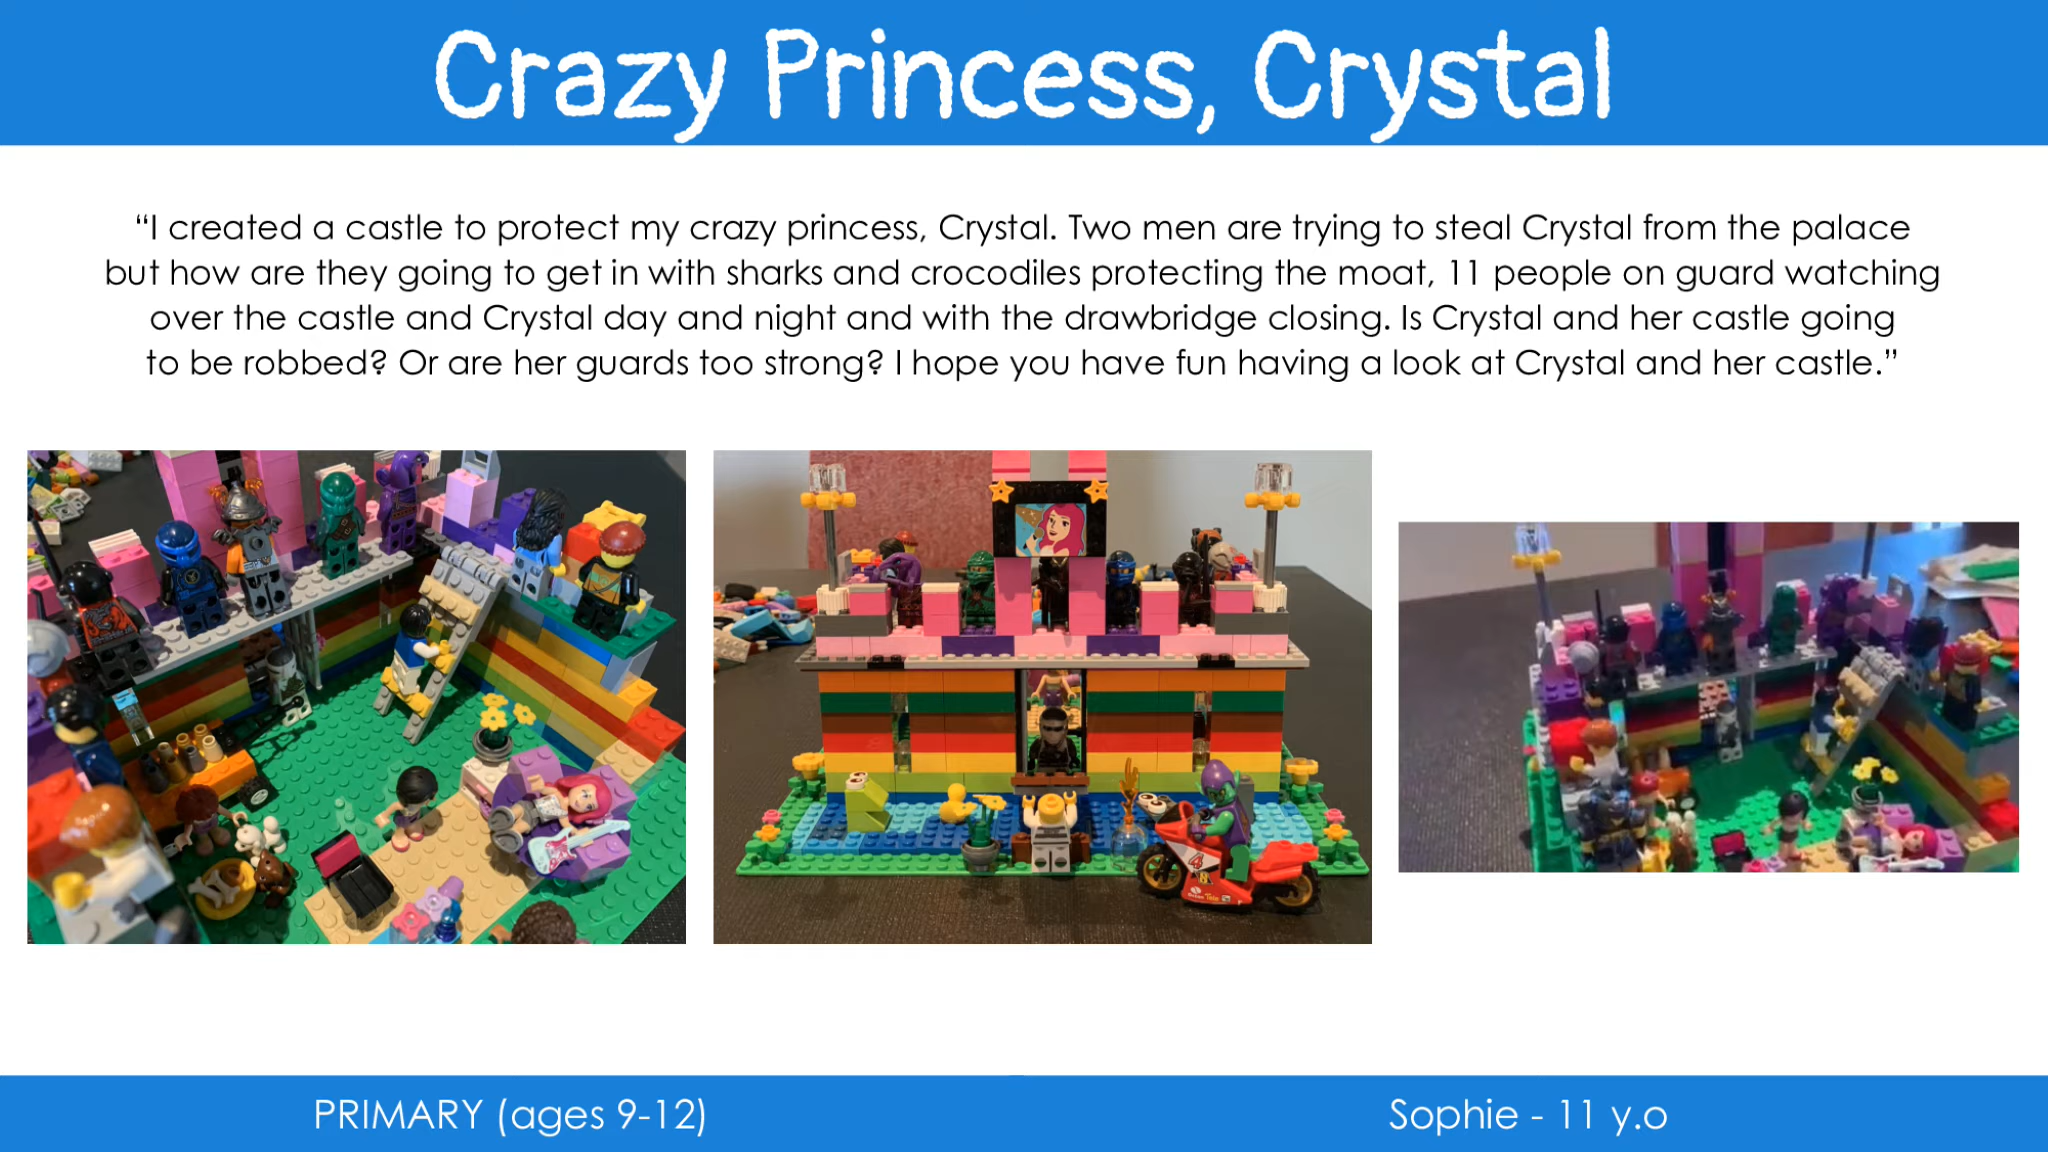 Crazy Princess, Crystal
“I created a castle to protect my crazy princess, Crystal. Two men are trying to steal Crystal from the palace
but how are they going to get in with sharks and crocodiles protecting the moat, 11 people on guard watching
over the castle and Crystal day and night and with the drawbridge closing. Is Crystal and her castle going
to be robbed? Or are her guards too strong? I hope you have fun having a look at Crystal and her castle.”
4
PRIMARY (ages 9-12)
Sophie - 11 y.o